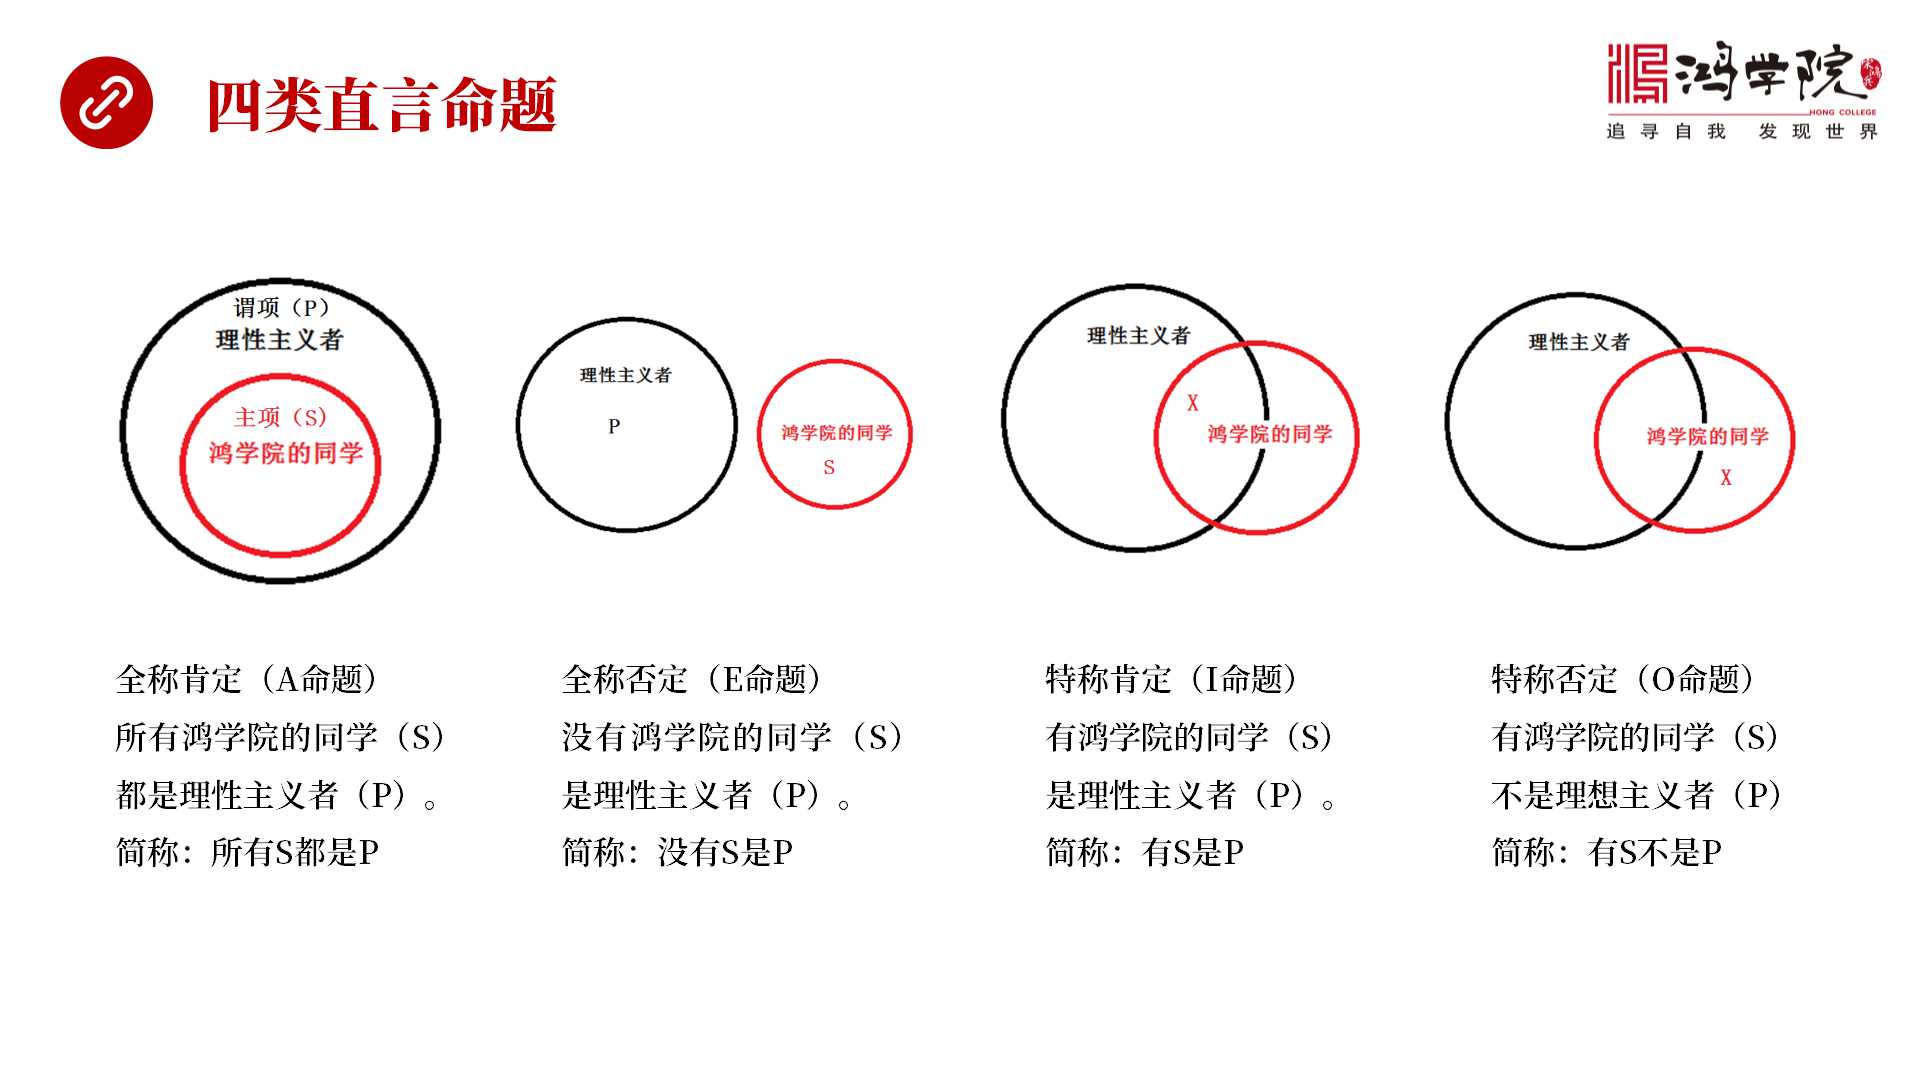 四类直言命题
鸿学院
HONG COLLEGE
追寻自我 发现世界
谓项（P）
理性主义者
主项（S）
鸿学院的同学
理性主义者
P
鸿学院的同学
S
理性主义者
X
鸿学院的同学
理性主义者
鸿学院的同学
X
全称肯定（A命题）
所有鸿学院的同学（S）
都是理性主义者（P）。
简称：所有S都是P
全称否定（E命题）
没有鸿学院的同学（S）
是理性主义者（P）。
简称：没有S是P
特称肯定（I命题）
有鸿学院的同学（S）
是理性主义者（P）。
简称：有S是P
特称否定（O命题）
有鸿学院的同学（S）
不是理想主义者（P）
简称：有S不是P